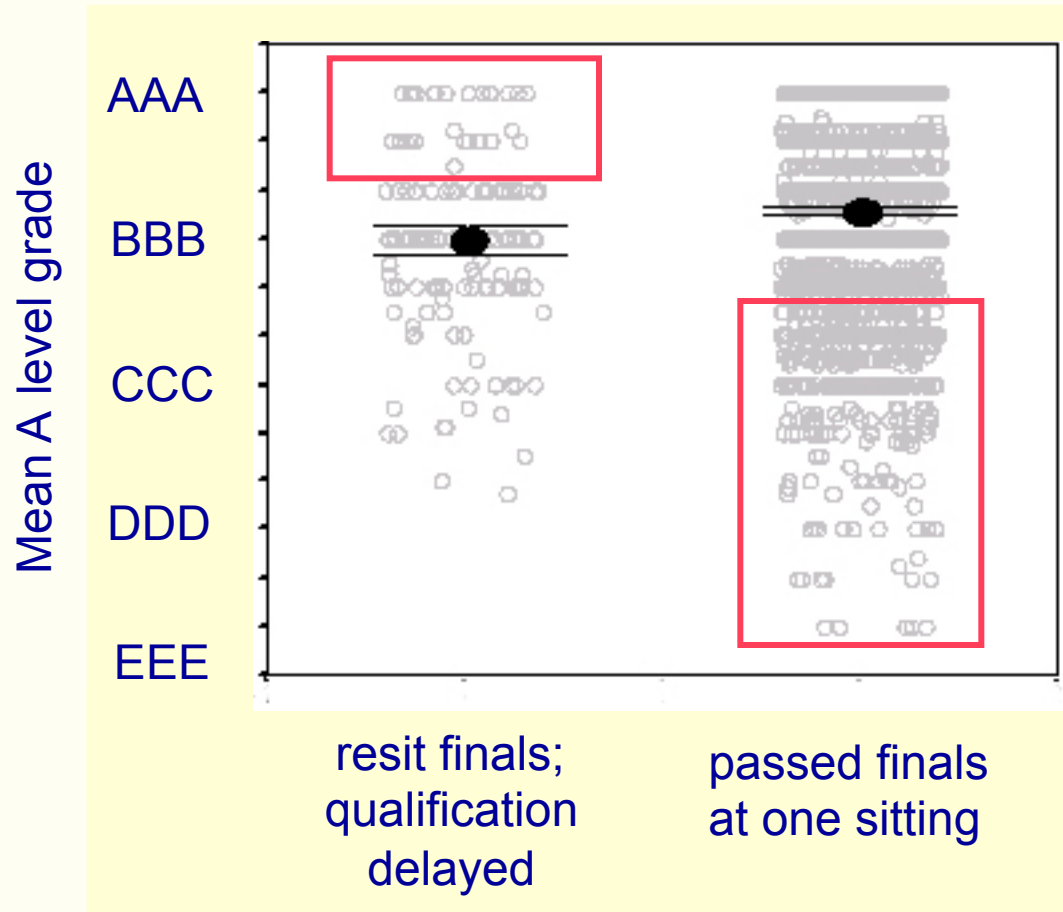 Mean A level grade
AAA
BBB
CCC
DDD
EEE
resit finals;
qualification
delayed
passed finals
at one sitting